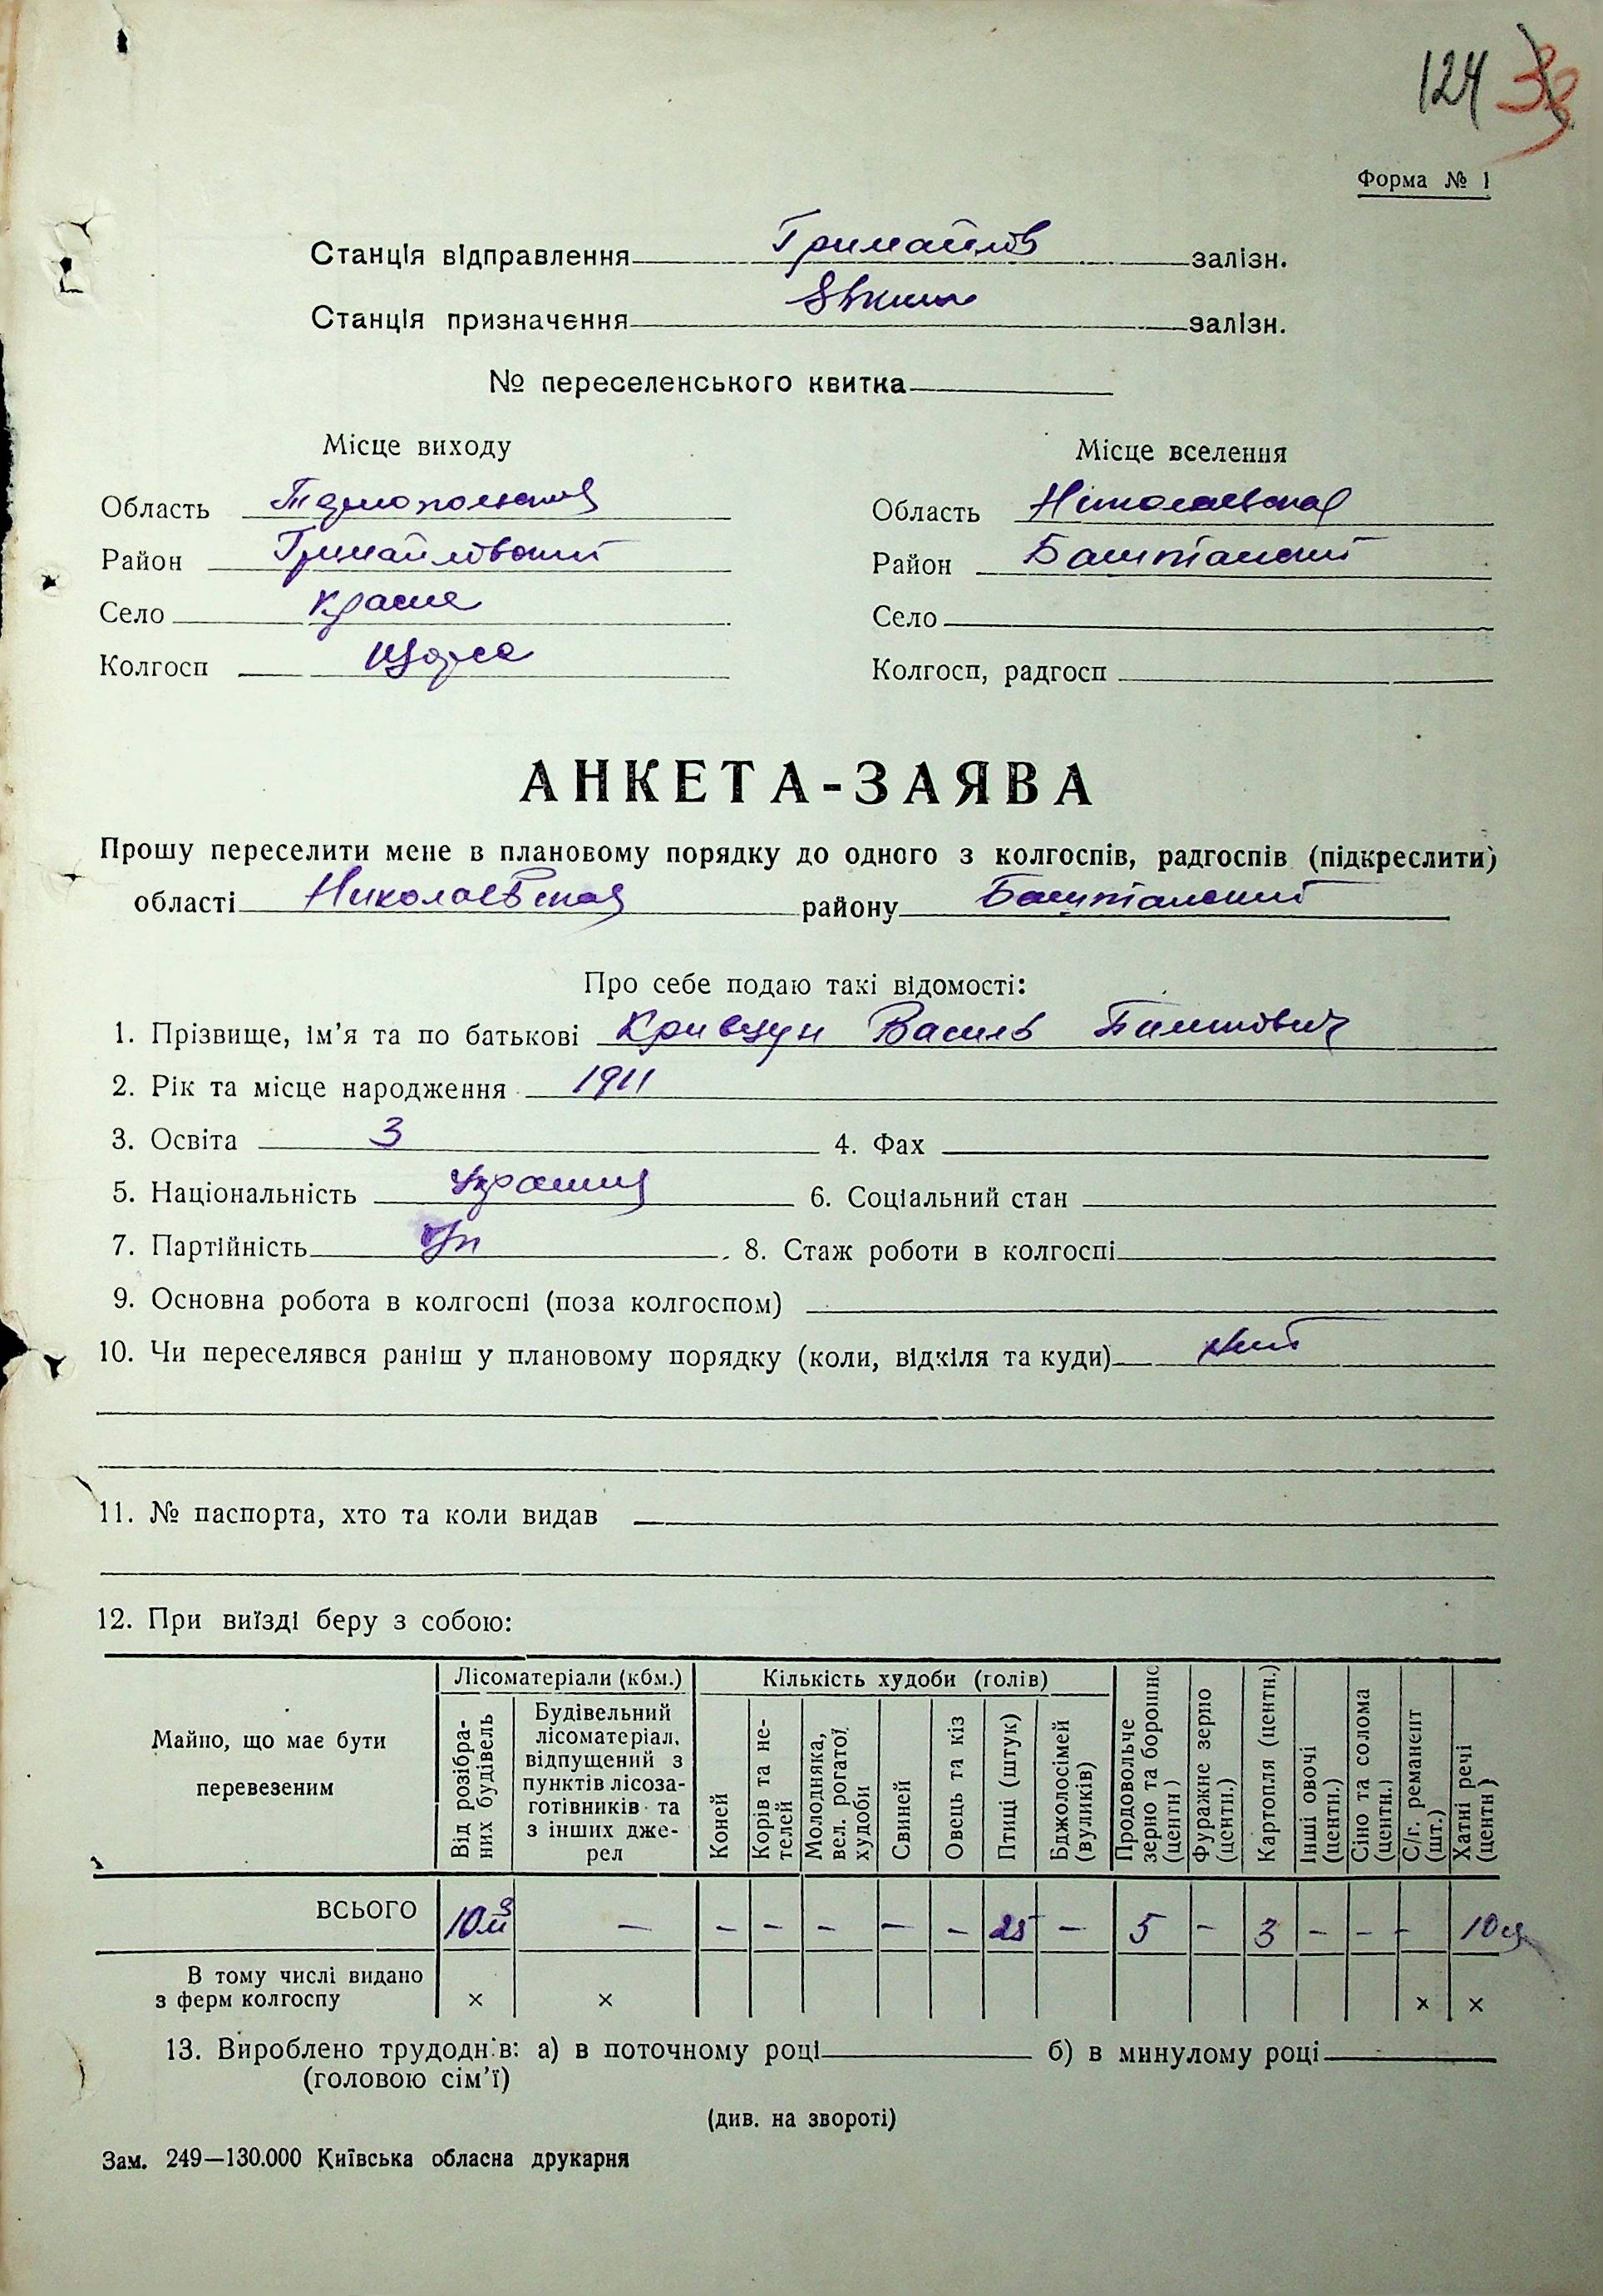 124 33
Форма № 1
Станція відправлення Гримайлів залізн.
Станція призначення залізн.
№ переселенського квитка
Місце виходу
Місце вселення
Область Тернопольская
Область Николаевская
Район Гримайлівский
Район Баштанский
Село Красне
Село
Колгосп Щорса
Колгосп, радгосп
АНКЕТА-ЗАЯВА
Прошу переселити мене в плановому порядку до одного з колгоспів, радгоспів (підкреслити)
області Николаевская району Баштанский
Про себе подаю такі відомості:
1. Прізвище, ім’я та по батькові Кривцун Василь
2. Рік та місце народження 1911
3. Освіта 3 4. Фах
5. Національність 6. Соціальний стан
7. Партійність 8. Стаж роботи в колгоспі
9. Основна робота в колгоспі (поза колгоспом)
10. Чи переселявся раніш у плановому порядку (коли, відкіля та куди)
11. № паспорта, хто та коли видав
12. При виїзді беру з собою:
Майно, що має бути перевезеним
Лісоматеріали (кбм.)
Від розібраних будівель
Будівельний лісоматеріал, відпущений з пунктів лісозаготівників та з інших джерел
Кількість худоби (голів)
Коней
Корів та нетелей
Молодняка, вел. рогатої худоби
Свиней
Овець та кіз
Птиці (штук)
Бджолосімей (вуликів)
Продовольче зерно та борошно (центн)
Фуражне зерно (центн.)
Картопля (центн.)
Інші овочі (центн.)
Сіно та солома (центн.)
С/г. реманент (шт.)
Хатні речі (центн)
ВСЬОГО 10м3 — – – – – – 25 – 5 – 3 – – – 10ц
В тому числі видано
з ферм колгоспу × × × ×
13. Вироблено трудоднів: а) в поточному році б) в минулому році
(головою сім’ї)
(див. на звороті)
Зам. 249—130.000 Київська обласна друкарня